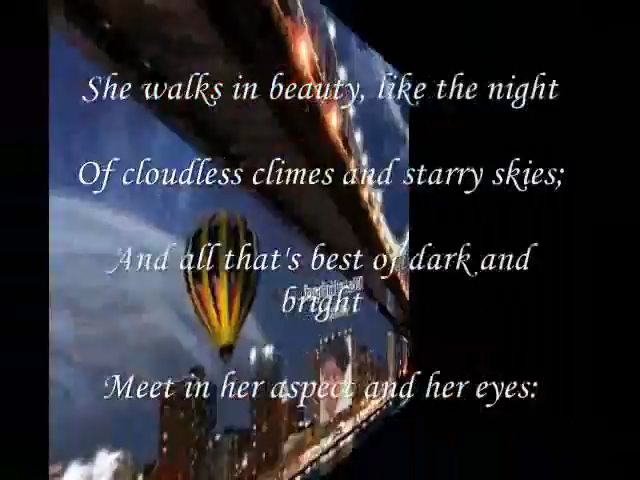 She walks in beauty, like the night
Of cloudless climes and starry skies;
And all that's best of dark and
bright
Meet in her aspect and her eyes: